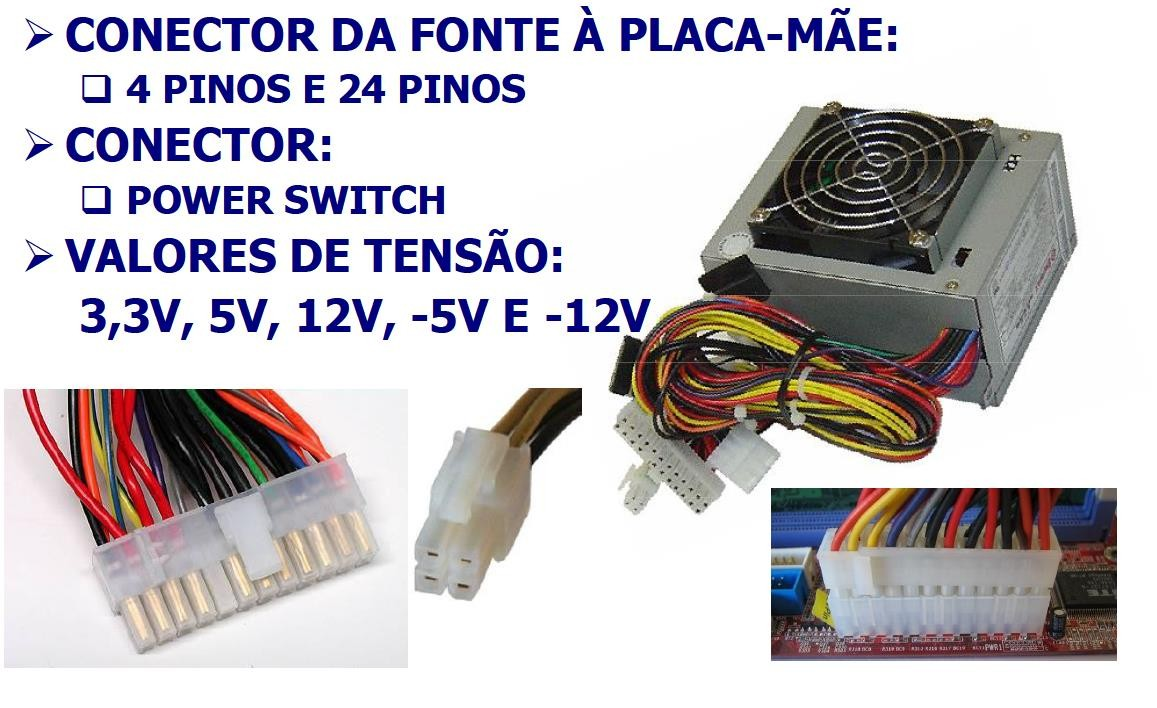 CONECTOR DA FONTE À PLACA-MÃE:
4 PINOS E 24 PINOS
CONECTOR:
POWER SWITCH
VALORES DE TENSÃO:
3,3V, 5V, 12V, -5V E -12V
PWR1